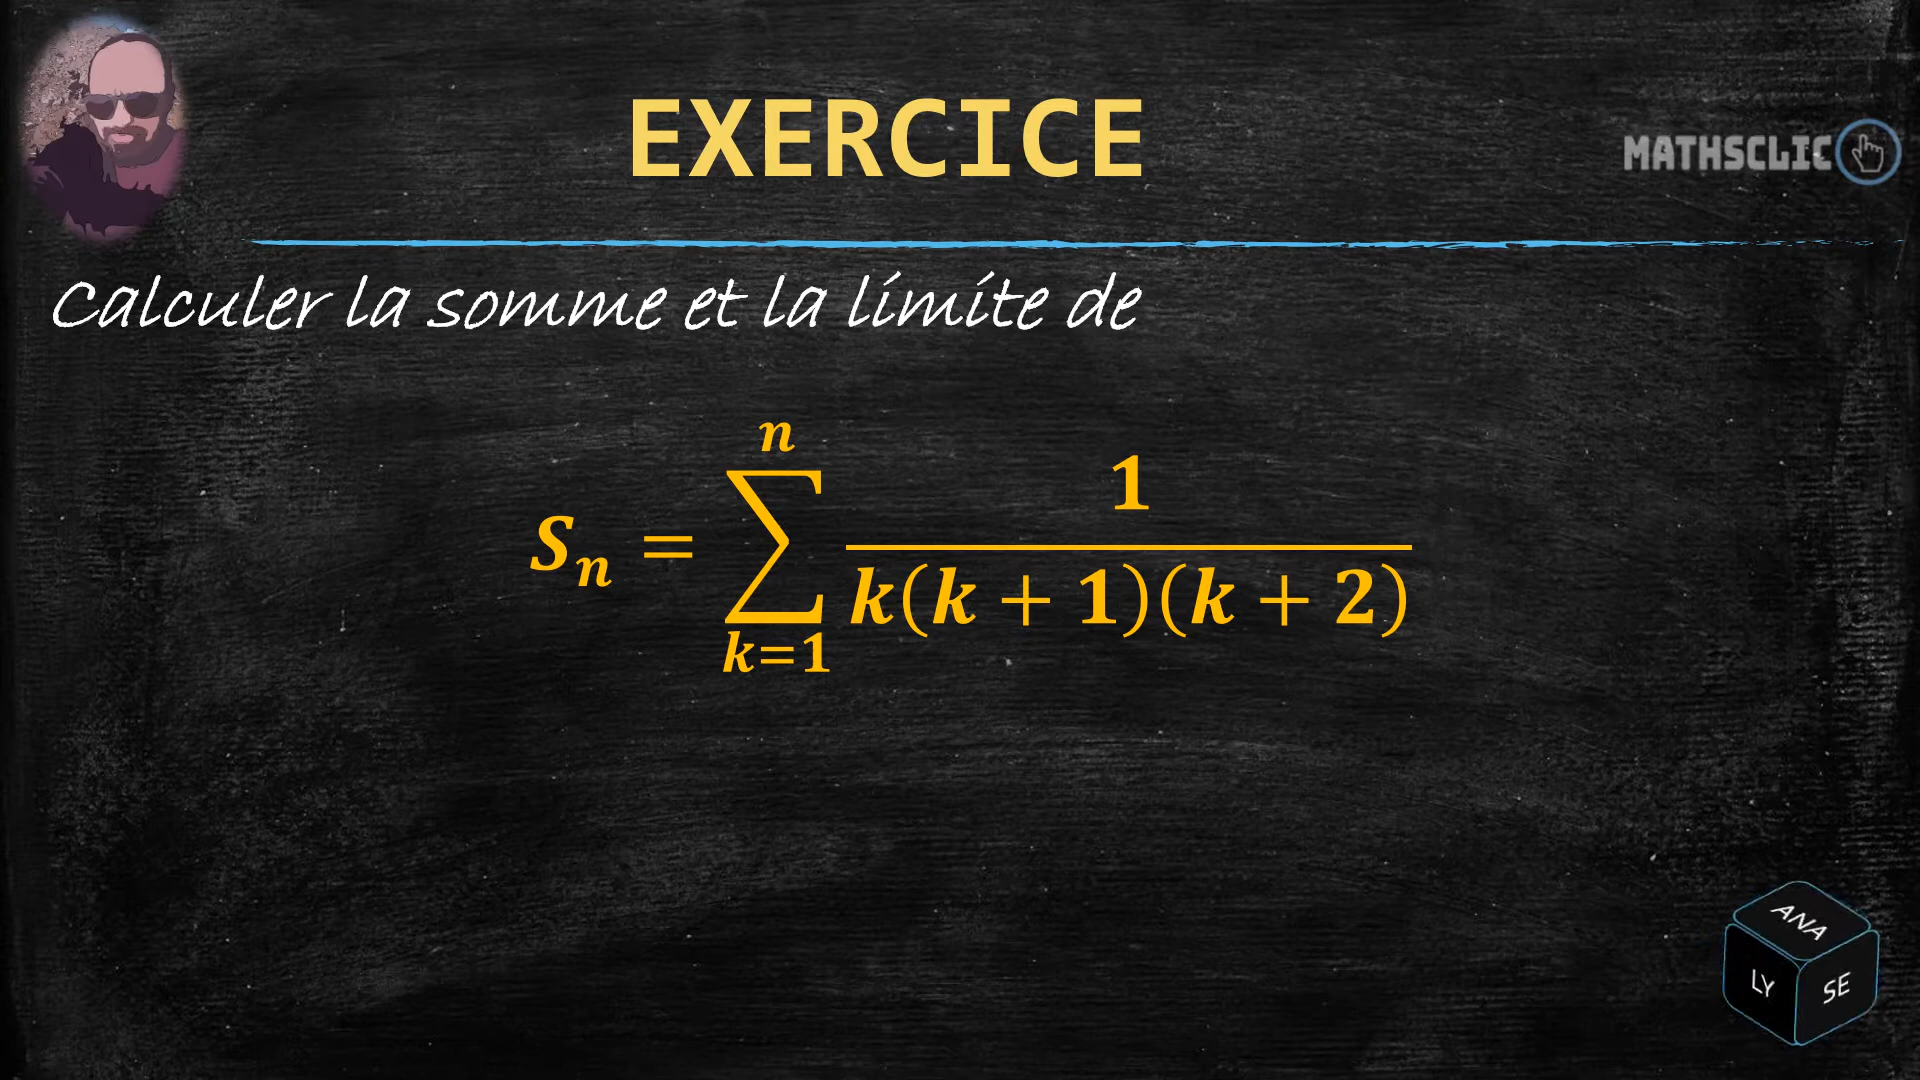 EXERCICE
MATHSCLIC
Calculer la somme et la limite de
$$S_n = \sum_{k=1}^{n} \frac{1}{k(k+1)(k+2)}$$
ANA
LY SE